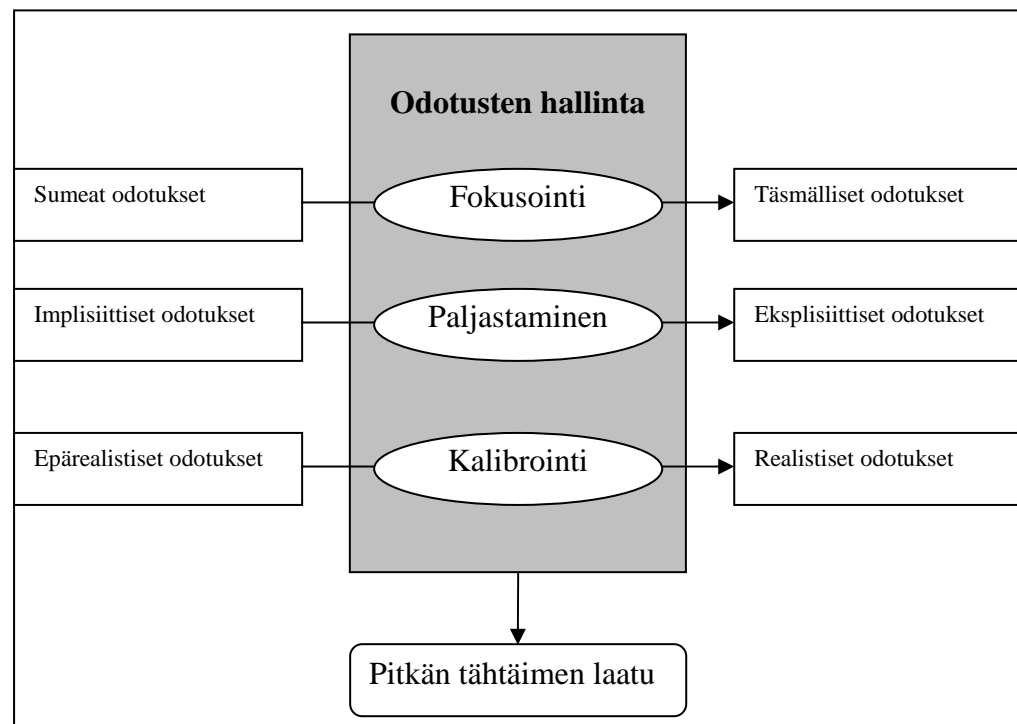 Odotusten hallinta
Sumeat odotukset
Fokusointi
Täsmälliset odotukset
Implisiittiset odotukset
Paljastaminen
Eksplisiittiset odotukset
Epärealistiset odotukset
Kalibrointi
Realistiset odotukset
Pitkän tähtäimen laatu